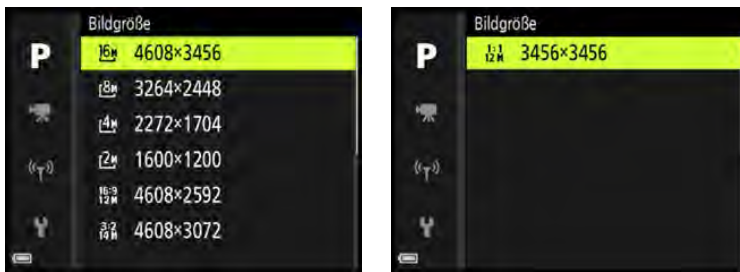 Bildgröße
P
16M 4608×3456
8M 3264×2448
4M 2272×1704
2M 1600×1200
16:9 12M 4608×2592
3:2 14M 4608×3072
Bildgröße
P
1:1 12M 3456×3456